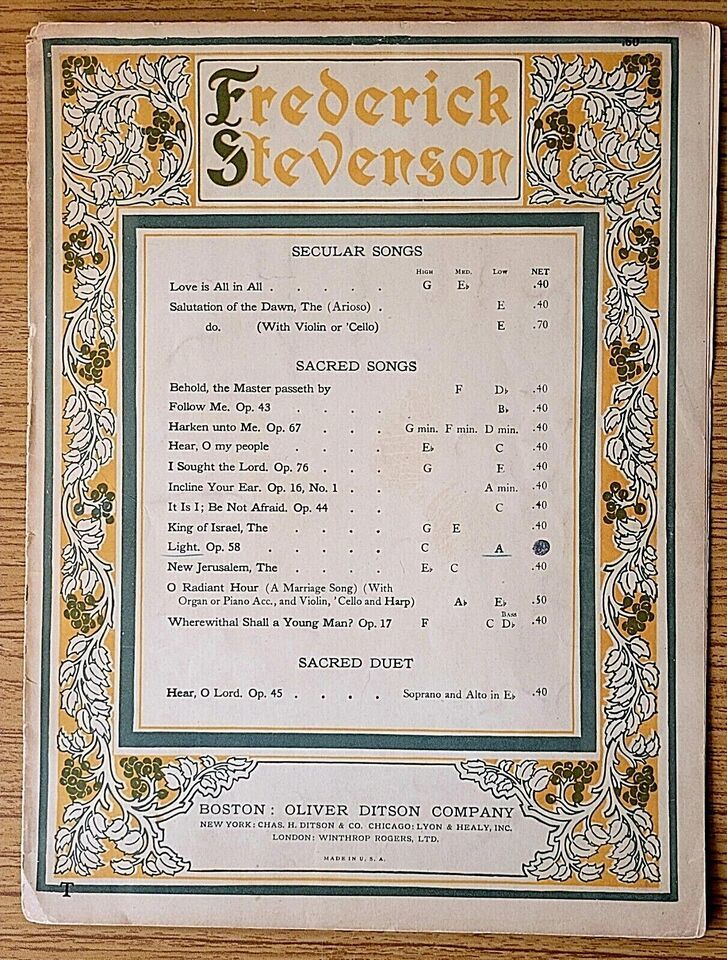 .60
Frederick
Stevenson
SECULAR SONGS
HIGH MED. LOW NET
Love is All in All . . . . . G E♭ .40
Salutation of the Dawn, The (Arioso) . E .40
do. (With Violin or 'Cello) E .70
SACRED SONGS
Behold, the Master passeth by F D♭ .40
Follow Me. Op. 43 . . . . B♭ .40
Harken unto Me. Op. 67 . . . G min. F min. D min. .40
Hear, O my people . . . . E♭ C .40
I Sought the Lord. Op. 76 . . . G E .40
Incline Your Ear. Op. 16, No. 1 . . A min. .40
It Is I; Be Not Afraid. Op. 44 . . C .40
King of Israel, The . . . . G E .40
Light. Op. 58 . . . . . C A
New Jerusalem, The . . . . E♭ C .40
O Radiant Hour (A Marriage Song) (With
Organ or Piano Acc., and Violin, 'Cello and Harp) A♭ E♭ .50
BASS
Wherewithal Shall a Young Man? Op. 17 F C D♭ .40
SACRED DUET
Hear, O Lord. Op. 45 . . . . Soprano and Alto in E♭ .40
BOSTON: OLIVER DITSON COMPANY
NEW YORK: CHAS. H. DITSON & CO. CHICAGO: LYON & HEALY, INC.
LONDON: WINTHROP ROGERS, LTD.
MADE IN U. S. A.
T